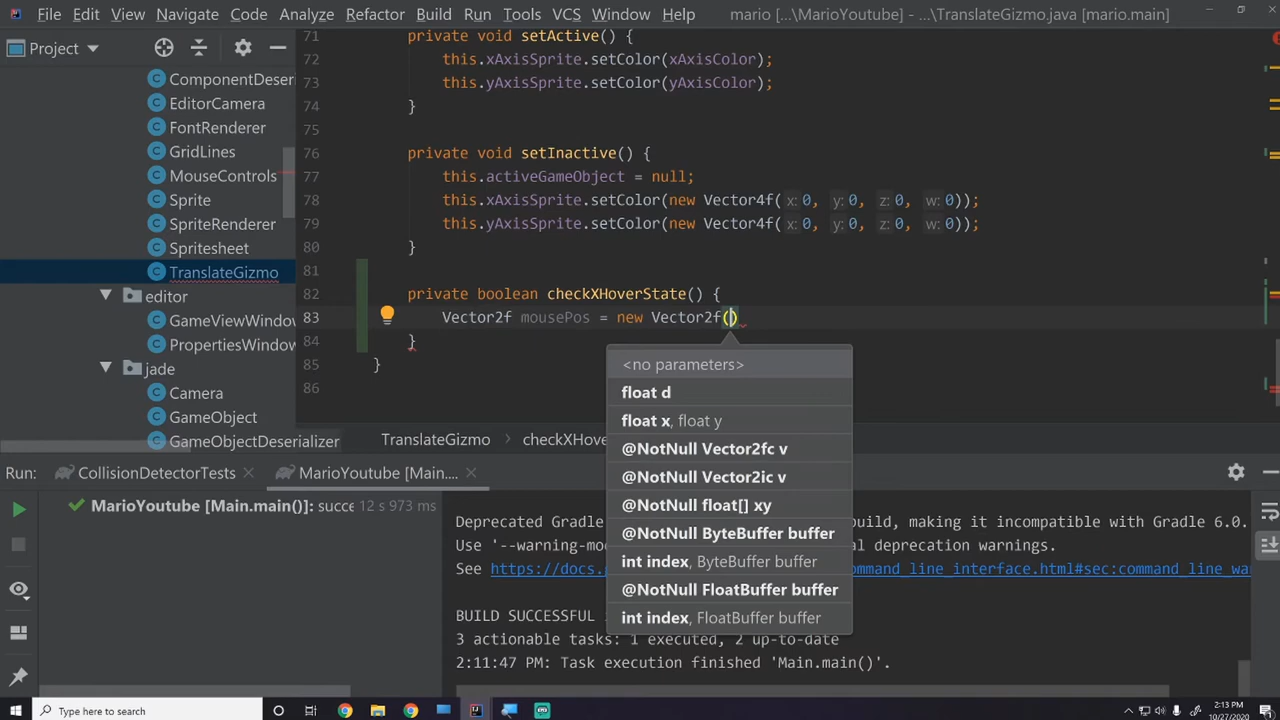 File Edit View Navigate Code Analyze Refactor Build Run Tools VCS Window Help mario [...\MarioYoutube] - ...\TranslateGizmo.java [mario.main]
Project
ComponentDeser
EditorCamera
FontRenderer
GridLines
MouseControls
Sprite
SpriteRenderer
Spritesheet
TranslateGizmo
editor
GameViewWindo
PropertiesWindo
jade
Camera
GameObject
GameObjectDeserializer
71 private void setActive() {
72 this.xAxisSprite.setColor(xAxisColor);
73 this.yAxisSprite.setColor(yAxisColor);
74 }
75
76 private void setInactive() {
77 this.activeGameObject = null;
78 this.xAxisSprite.setColor(new Vector4f( x: 0, y: 0, z: 0, w: 0));
79 this.yAxisSprite.setColor(new Vector4f( x: 0, y: 0, z: 0, w: 0));
80 }
81
82 private boolean checkXHoverState() {
83 Vector2f mousePos = new Vector2f()
84 }
85 }
86
<no parameters>
float d
float x, float y
@NotNull Vector2fc v
@NotNull Vector2ic v
@NotNull float[] xy
@NotNull ByteBuffer buffer
int index, ByteBuffer buffer
@NotNull FloatBuffer buffer
int index, FloatBuffer buffer
TranslateGizmo checkXHove
Run: CollisionDetectorTests MarioYoutube [Main....
MarioYoutube [Main.main()]: succe 12 s 973 ms
Deprecated Gradle build, making it incompatible with Gradle 6.0.
Use '--warning-mod al deprecation warnings.
See https://docs.g ommand_line_interface.html#sec:command_line_wa
BUILD SUCCESSFUL
3 actionable tasks: 1 executed, 2 up-to-date
2:11:47 PM: Task execution finished 'Main.main()'.
Type here to search
2:13 PM
10/27/2020